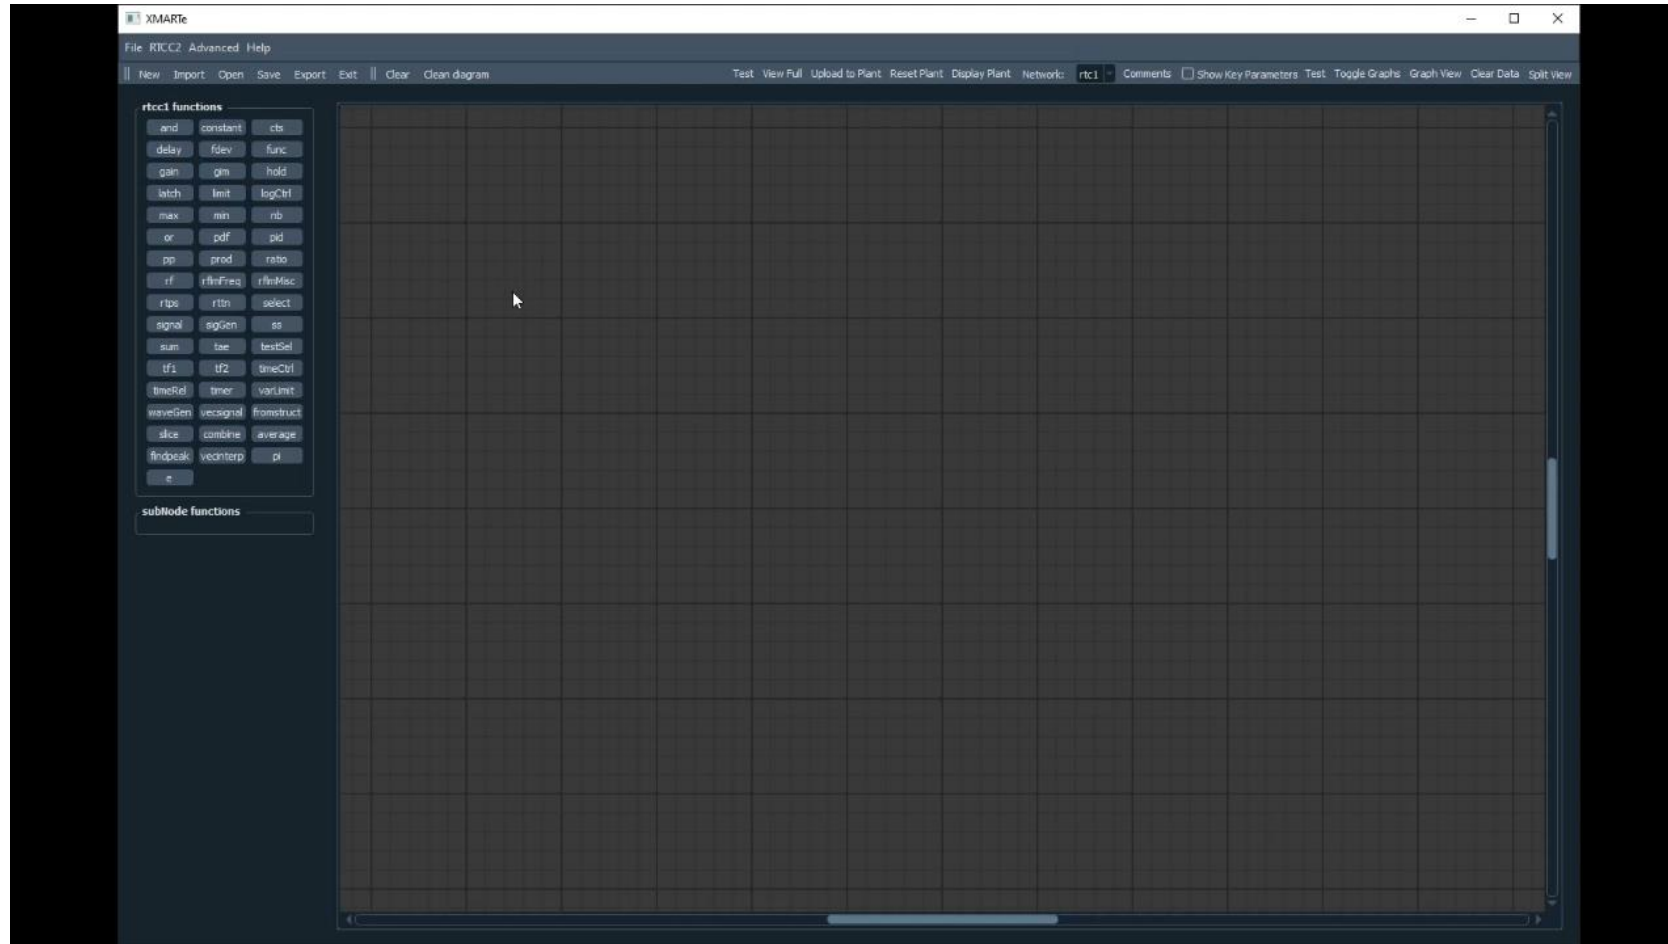 XMARTe
File RTCC2 Advanced Help
New Import Open Save Export Exit Clear Clean diagram Test View Full Upload to Plant Reset Plant Display Plant Network: rtc1 Comments Show Key Parameters Test Toggle Graphs Graph View Clear Data Split View
rtcc1 functions
and constant cts
delay fdev func
gain gim hold
latch limit logCtrl
max min nb
or pdf pid
pp prod ratio
rf rfimFreq rfimMisc
rtps rttn select
signal sigGen ss
sum tae testSel
tf1 tf2 timeCtrl
timeRel timer varLimit
waveGen vecsignal fromstruct
slice combine average
findpeak vecinterp pi
e
subNode functions